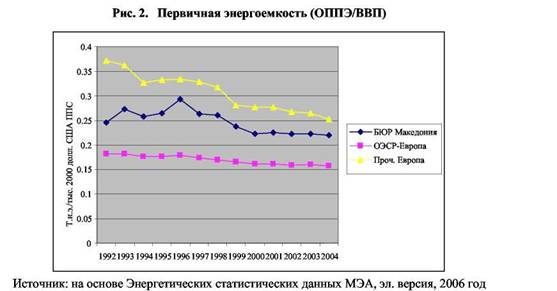 Рис. 2. Первичная энергоемкость (ОППЭ/ВВП)
Т.н.э/тыс. 2000 долл. США ППС
0.4
0.35
0.3
0.25
0.2
0.15
0.1
0.05
0
1992 1993 1994 1995 1996 1997 1998 1999 2000 2001 2002 2003 2004
БЮР Македония
ОЭСР-Европа
Проч. Европа
Источник: на основе Энергетических статистических данных МЭА, эл. версия, 2006 год